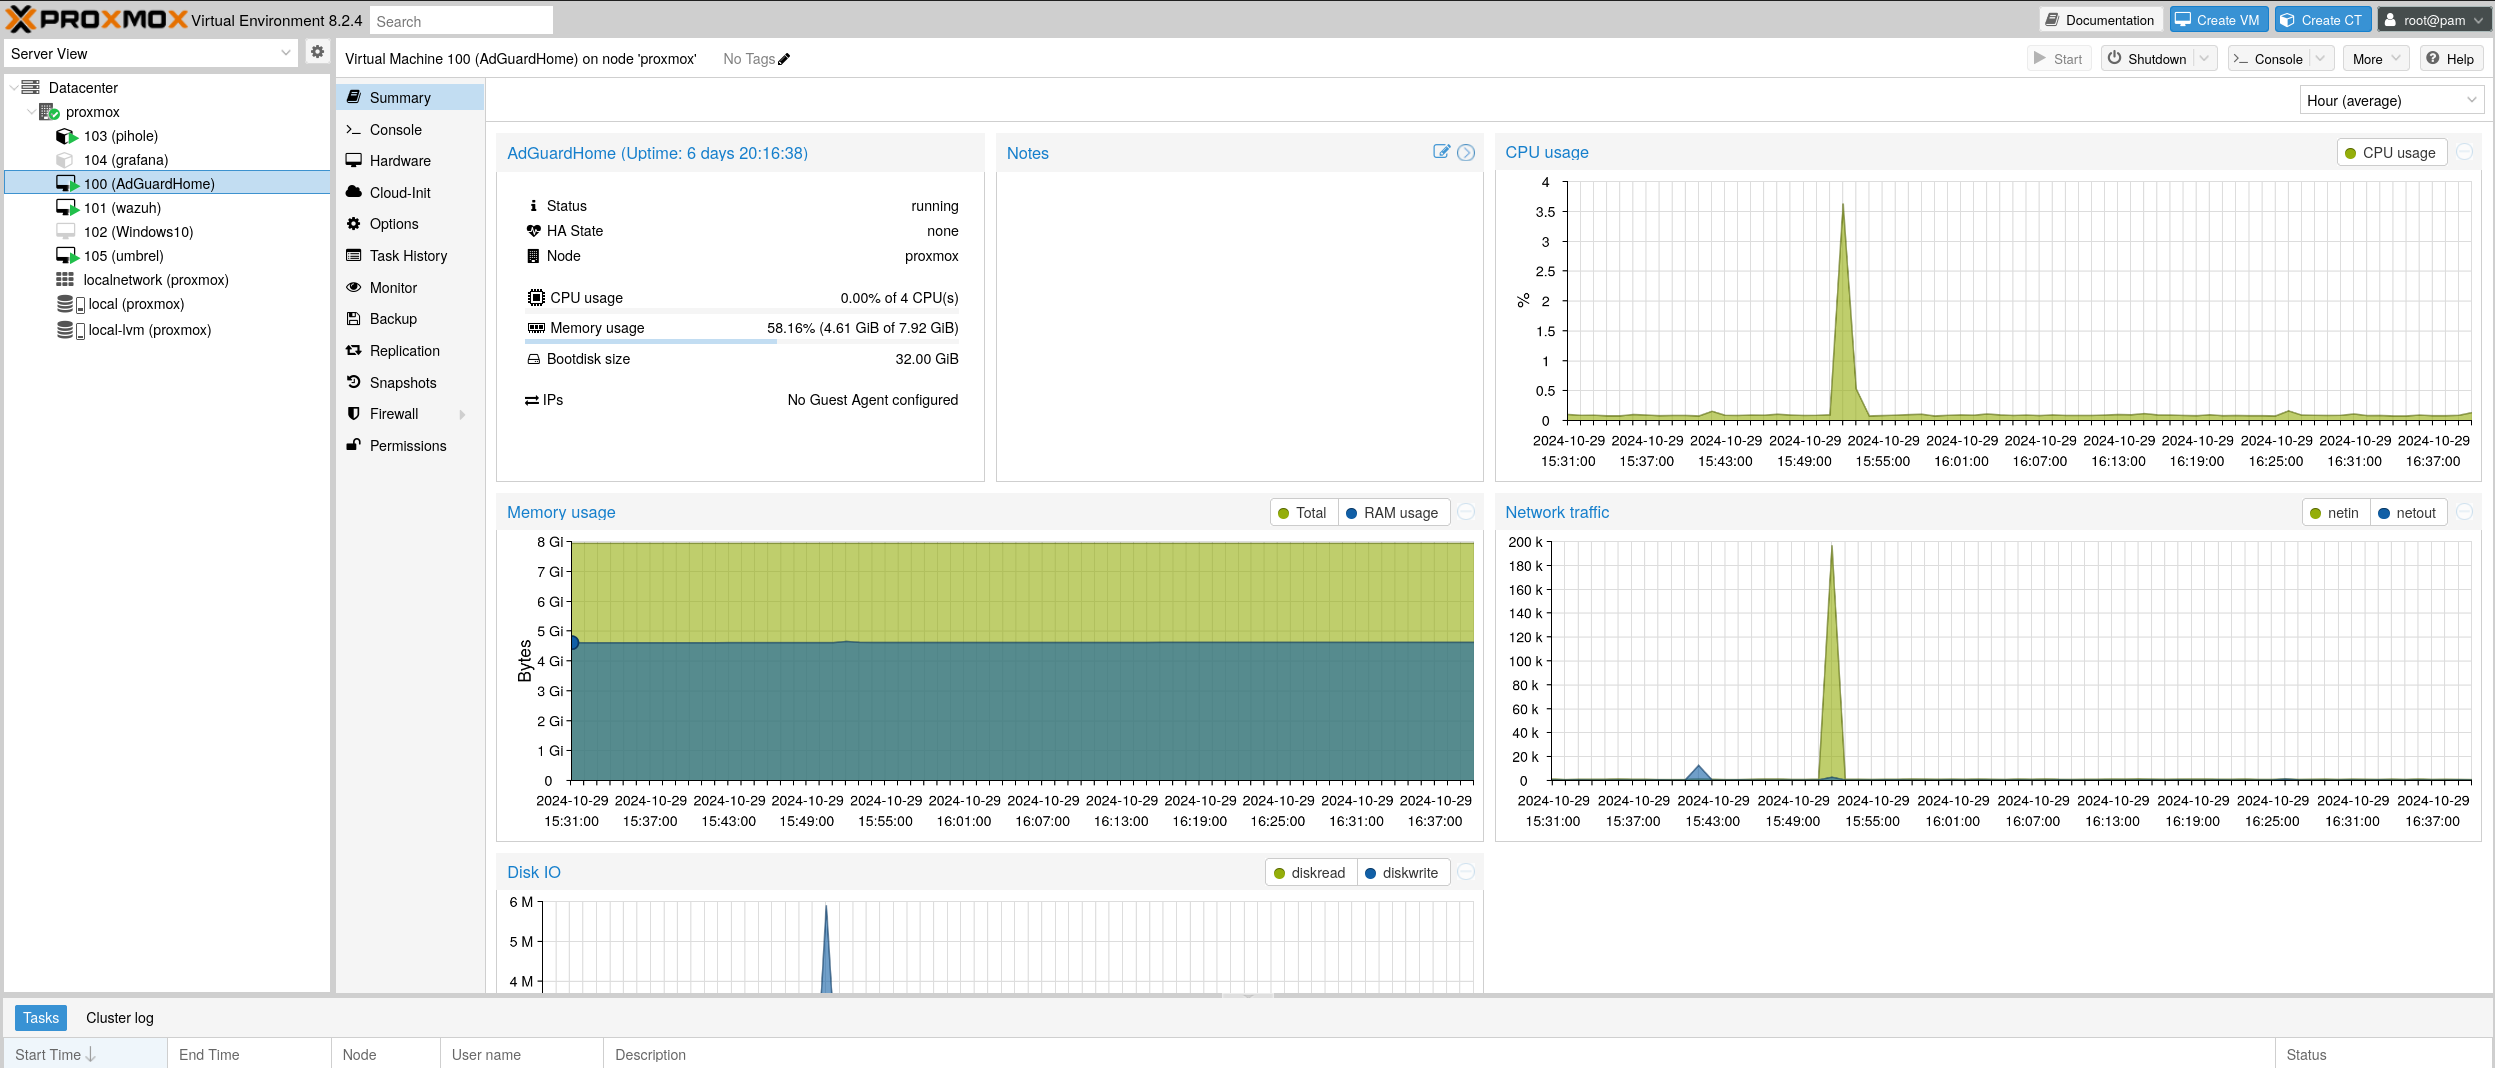 PROXMOX Virtual Environment 8.2.4 Search Documentation Create VM Create CT root@pam
Server View
Datacenter
proxmox
103 (pihole)
104 (grafana)
100 (AdGuardHome)
101 (wazuh)
102 (Windows10)
105 (umbrel)
localnetwork (proxmox)
local (proxmox)
local-lvm (proxmox)
Virtual Machine 100 (AdGuardHome) on node 'proxmox' No Tags Start Shutdown Console More Help
Summary
Console
Hardware
Cloud-Init
Options
Task History
Monitor
Backup
Replication
Snapshots
Firewall
Permissions
Hour (average)
AdGuardHome (Uptime: 6 days 20:16:38)
Status running
HA State none
Node proxmox
CPU usage 0.00% of 4 CPU(s)
Memory usage 58.16% (4.61 GiB of 7.92 GiB)
Bootdisk size 32.00 GiB
IPs No Guest Agent configured
Notes
CPU usage CPU usage
4
3.5
3
2.5
2
1.5
1
0.5
0
%
2024-10-29 2024-10-29 2024-10-29 2024-10-29 2024-10-29 2024-10-29 2024-10-29 2024-10-29 2024-10-29 2024-10-29 2024-10-29 2024-10-29
15:31:00 15:37:00 15:43:00 15:49:00 15:55:00 16:01:00 16:07:00 16:13:00 16:19:00 16:25:00 16:31:00 16:37:00
Memory usage Total RAM usage
8 Gi
7 Gi
6 Gi
5 Gi
4 Gi
3 Gi
2 Gi
1 Gi
0
Bytes
2024-10-29 2024-10-29 2024-10-29 2024-10-29 2024-10-29 2024-10-29 2024-10-29 2024-10-29 2024-10-29 2024-10-29 2024-10-29 2024-10-29
15:31:00 15:37:00 15:43:00 15:49:00 15:55:00 16:01:00 16:07:00 16:13:00 16:19:00 16:25:00 16:31:00 16:37:00
Network traffic netin netout
200 k
180 k
160 k
140 k
120 k
100 k
80 k
60 k
40 k
20 k
0
2024-10-29 2024-10-29 2024-10-29 2024-10-29 2024-10-29 2024-10-29 2024-10-29 2024-10-29 2024-10-29 2024-10-29 2024-10-29 2024-10-29
15:31:00 15:37:00 15:43:00 15:49:00 15:55:00 16:01:00 16:07:00 16:13:00 16:19:00 16:25:00 16:31:00 16:37:00
Disk IO diskread diskwrite
6 M
5 M
4 M
Tasks Cluster log
Start Time End Time Node User name Description Status